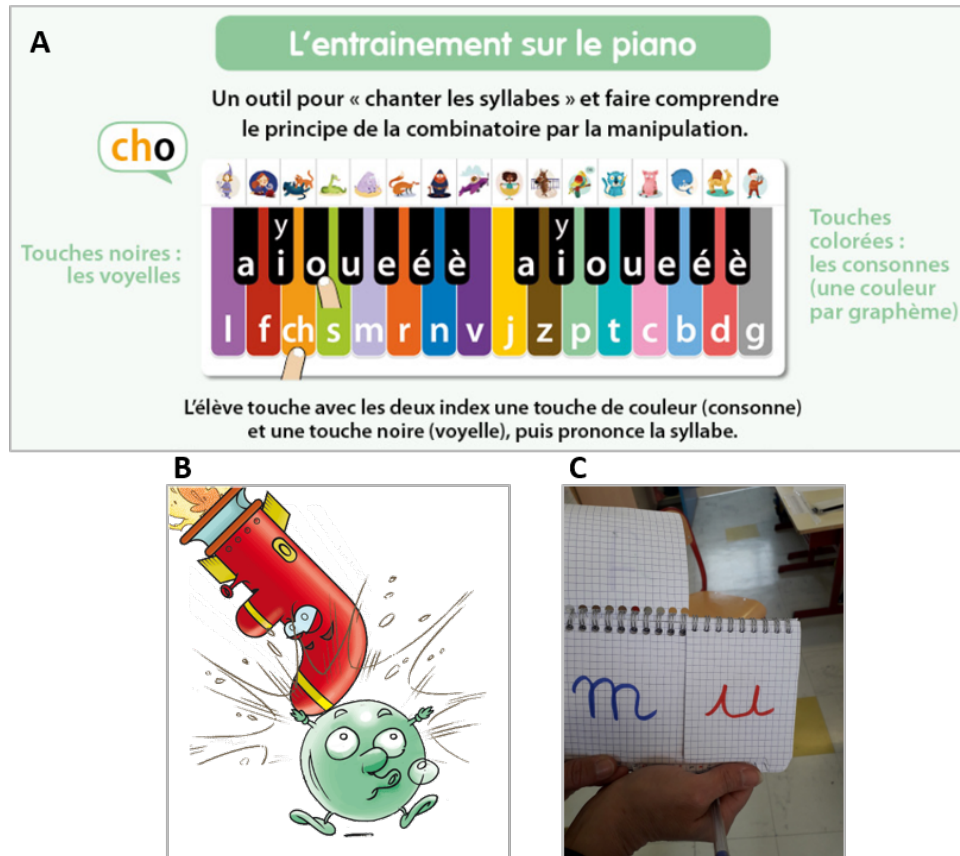 A
L'entrainement sur le piano
Un outil pour « chanter les syllabes » et faire comprendre
le principe de la combinatoire par la manipulation.
cho
Touches noires :
les voyelles
y y
a i o u e é è a i o u e é è
l f ch s m r n v j z p t c b d g
Touches
colorées :
les consonnes
(une couleur
par graphème)
L'élève touche avec les deux index une touche de couleur (consonne)
et une touche noire (voyelle), puis prononce la syllabe.
B
C
m u